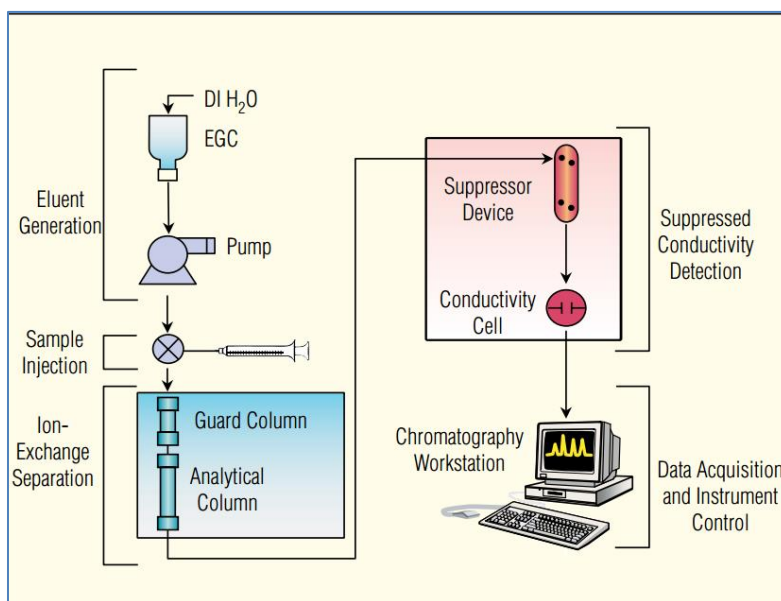 DI H₂O
EGC
Eluent
Generation
Pump
Sample
Injection
Ion-
Exchange
Separation
Guard Column
Analytical
Column
Suppressor
Device
Conductivity
Cell
Suppressed
Conductivity
Detection
Chromatography
Workstation
Data Acquisition
and Instrument
Control